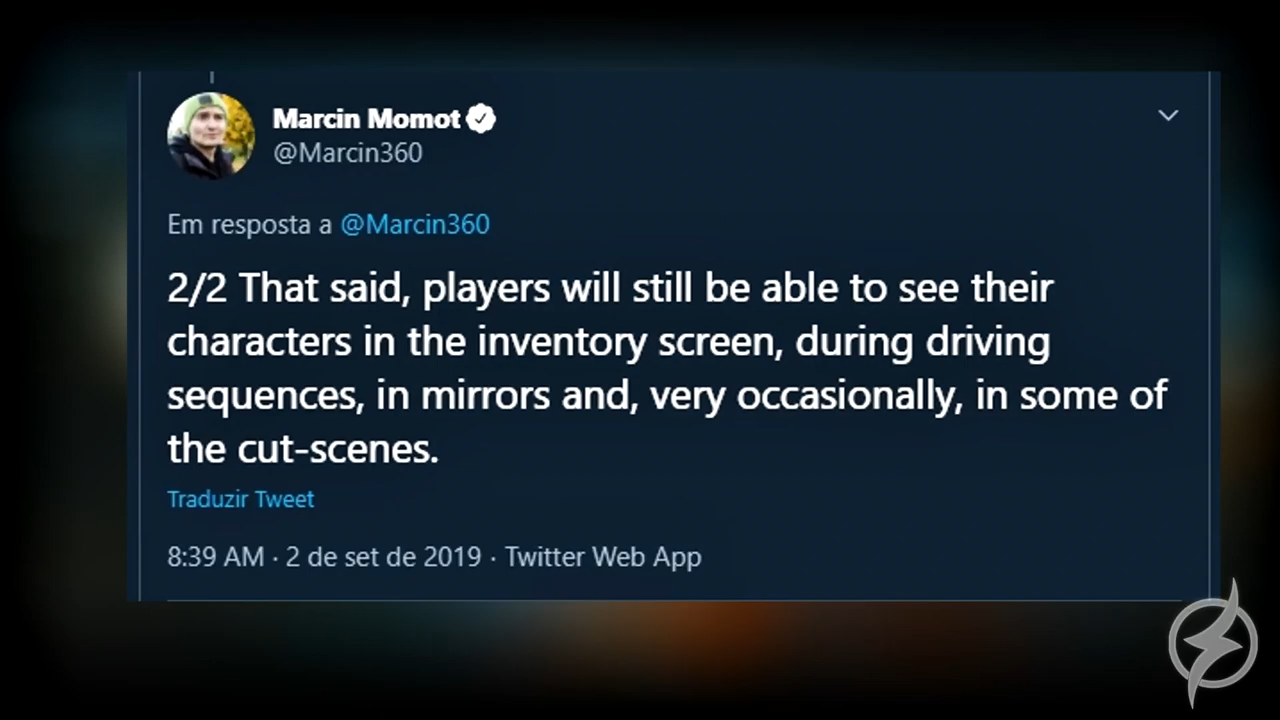 Marcin Momot
@Marcin360
Em resposta a @Marcin360
2/2 That said, players will still be able to see their
characters in the inventory screen, during driving
sequences, in mirrors and, very occasionally, in some of
the cut-scenes.
Traduzir Tweet
8:39 AM · 2 de set de 2019 · Twitter Web App